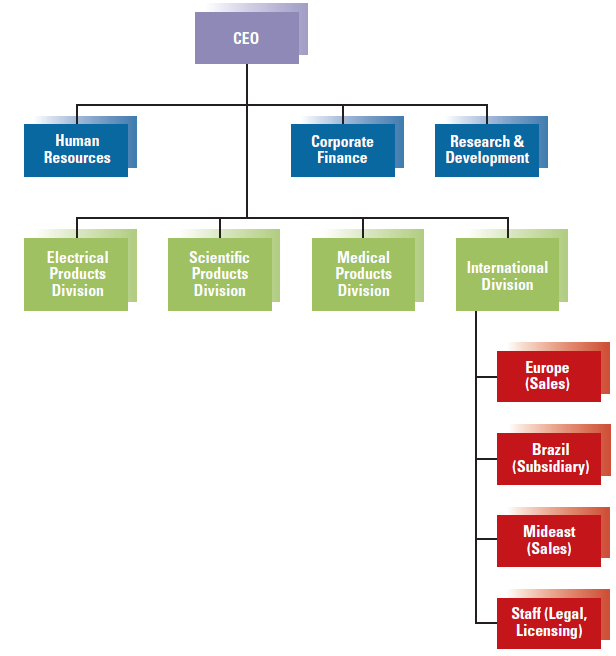 CEO
Human
Resources
Corporate
Finance
Research &
Development
Electrical
Products
Division
Scientific
Products
Division
Medical
Products
Division
International
Division
Europe
(Sales)
Brazil
(Subsidiary)
Mideast
(Sales)
Staff (Legal,
Licensing)